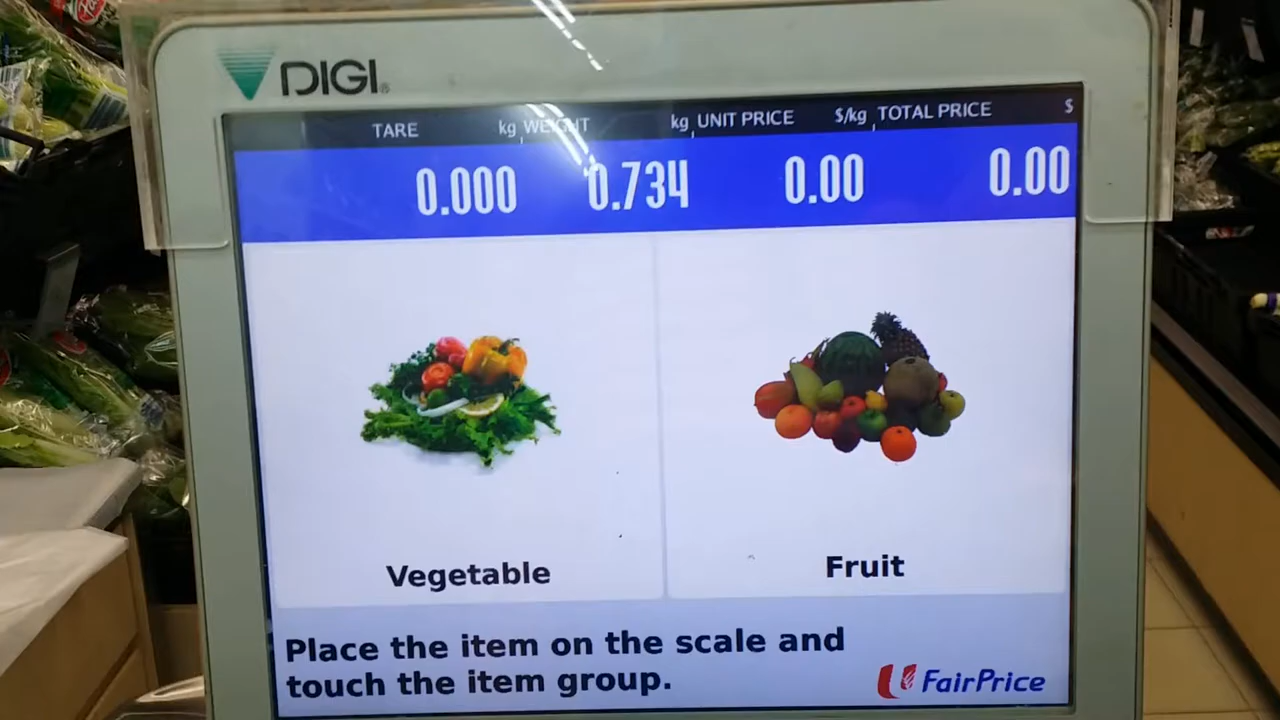 DIGI
TARE kg WEIGHT kg UNIT PRICE $/kg TOTAL PRICE $
0.000 0.734 0.00 0.00
Vegetable Fruit
Place the item on the scale and
touch the item group.
FairPrice